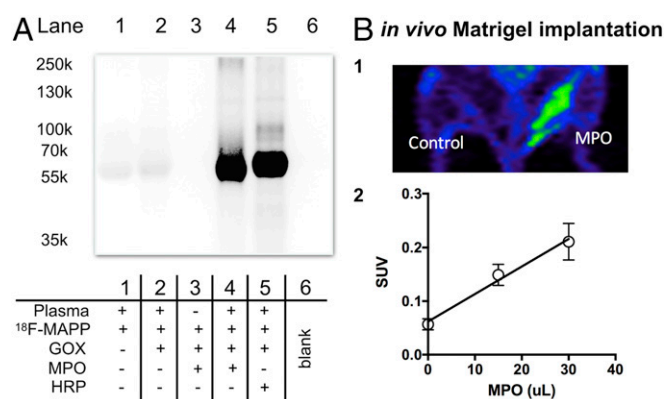 A Lane 1 2 3 4 5 6
250k
130k
100k
70k
55k
35k
1 2 3 4 5 6
Plasma + + - + +
¹⁸F-MAPP + + + + +
GOX - + + + +
MPO - - + + -
HRP - - - - +
blank
B in vivo Matrigel implantation
1
Control
MPO
2
SUV
0.3
0.2
0.1
0.0
0 10 20 30 40
MPO (uL)